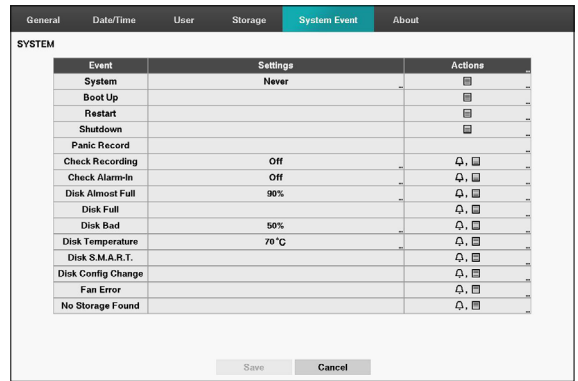 General Date/Time User Storage System Event About
SYSTEM
Event Settings Actions ...
System Never ... ...
Boot Up ...
Restart ...
Shutdown ...
Panic Record ...
Check Recording Off ... , ...
Check Alarm-In Off ... , ...
Disk Almost Full 90% ... , ...
Disk Full , ...
Disk Bad 50% ... , ...
Disk Temperature 70°C ... , ...
Disk S.M.A.R.T. , ...
Disk Config Change , ...
Fan Error , ...
No Storage Found , ...
Save Cancel